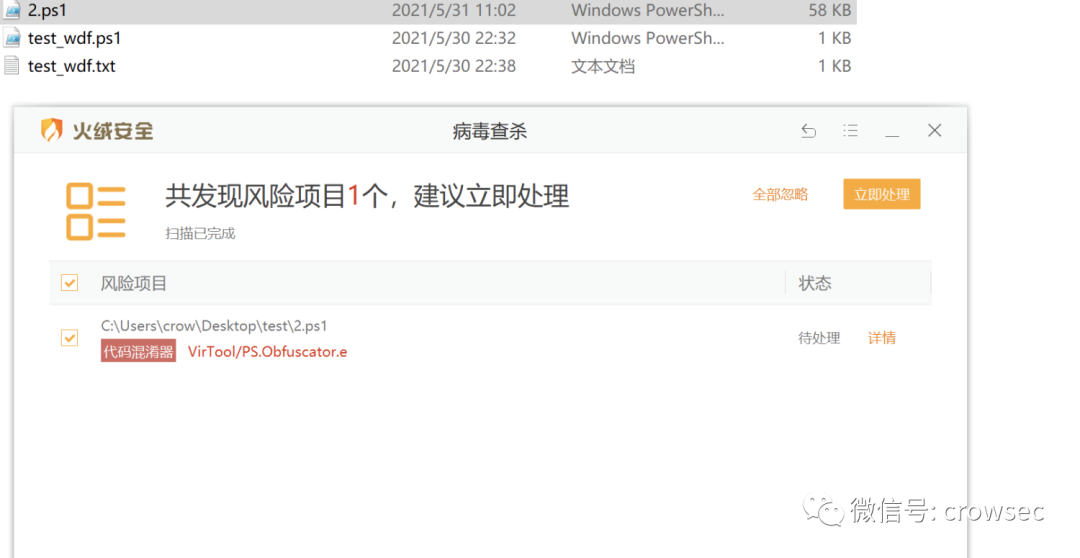 2.ps1 2021/5/31 11:02 Windows PowerSh... 58 KB
test_wdf.ps1 2021/5/30 22:32 Windows PowerSh... 1 KB
test_wdf.txt 2021/5/30 22:38 文本文档 1 KB
火绒安全 病毒查杀
共发现风险项目1个，建议立即处理 全部忽略 立即处理
扫描已完成
风险项目 状态
C:\Users\crow\Desktop\test\2.ps1
代码混淆器 VirTool/PS.Obfuscator.e 待处理 详情
微信号: crowsec